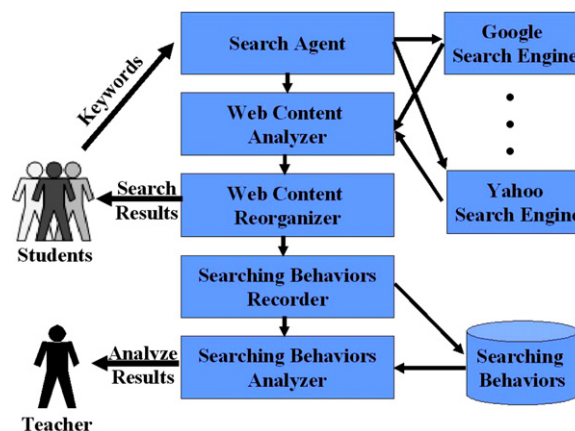 Search Agent
Google
Search Engine
Keywords
Web Content
Analyzer
Search
Results
Web Content
Reorganizer
Yahoo
Search Engine
Students
Searching Behaviors
Recorder
Analyze
Results
Searching Behaviors
Analyzer
Searching
Behaviors
Teacher